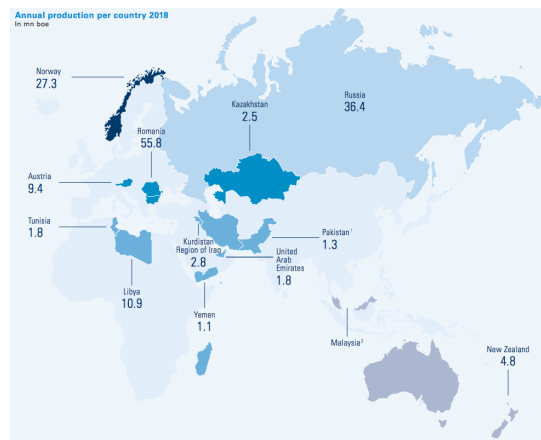 Annual production per country 2018
In mn boe
Norway
27.3
Russia
36.4
Kazakhstan
2.5
Romania
55.8
Austria
9.4
Tunisia
1.8
Kurdistan
Region of Iraq
2.8
Pakistan¹
1.3
United
Arab
Emirates
1.8
Libya
10.9
Yemen
1.1
Malaysia²
New Zealand
4.8